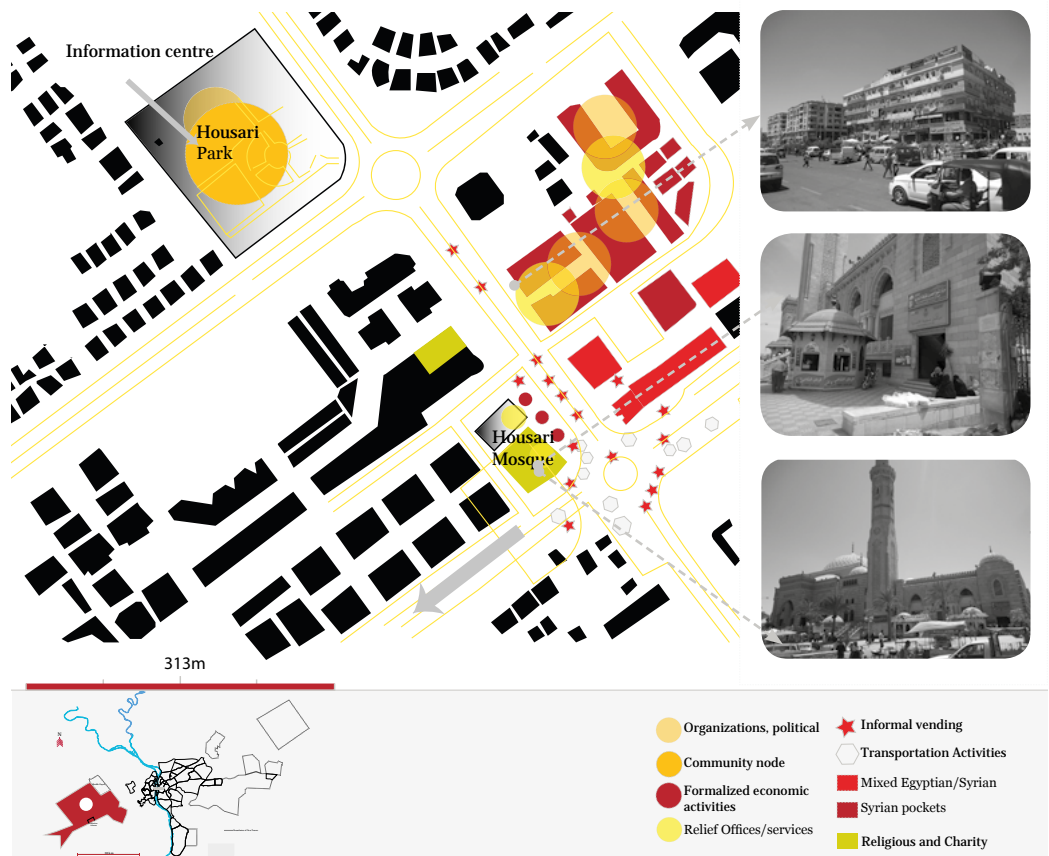 Information centre
Housari
Park
Housari
Mosque
313m
N
Organizations, political
Community node
Formalized economic
activities
Relief Offices/services
Informal vending
Transportation Activities
Mixed Egyptian/Syrian
Syrian pockets
Religious and Charity